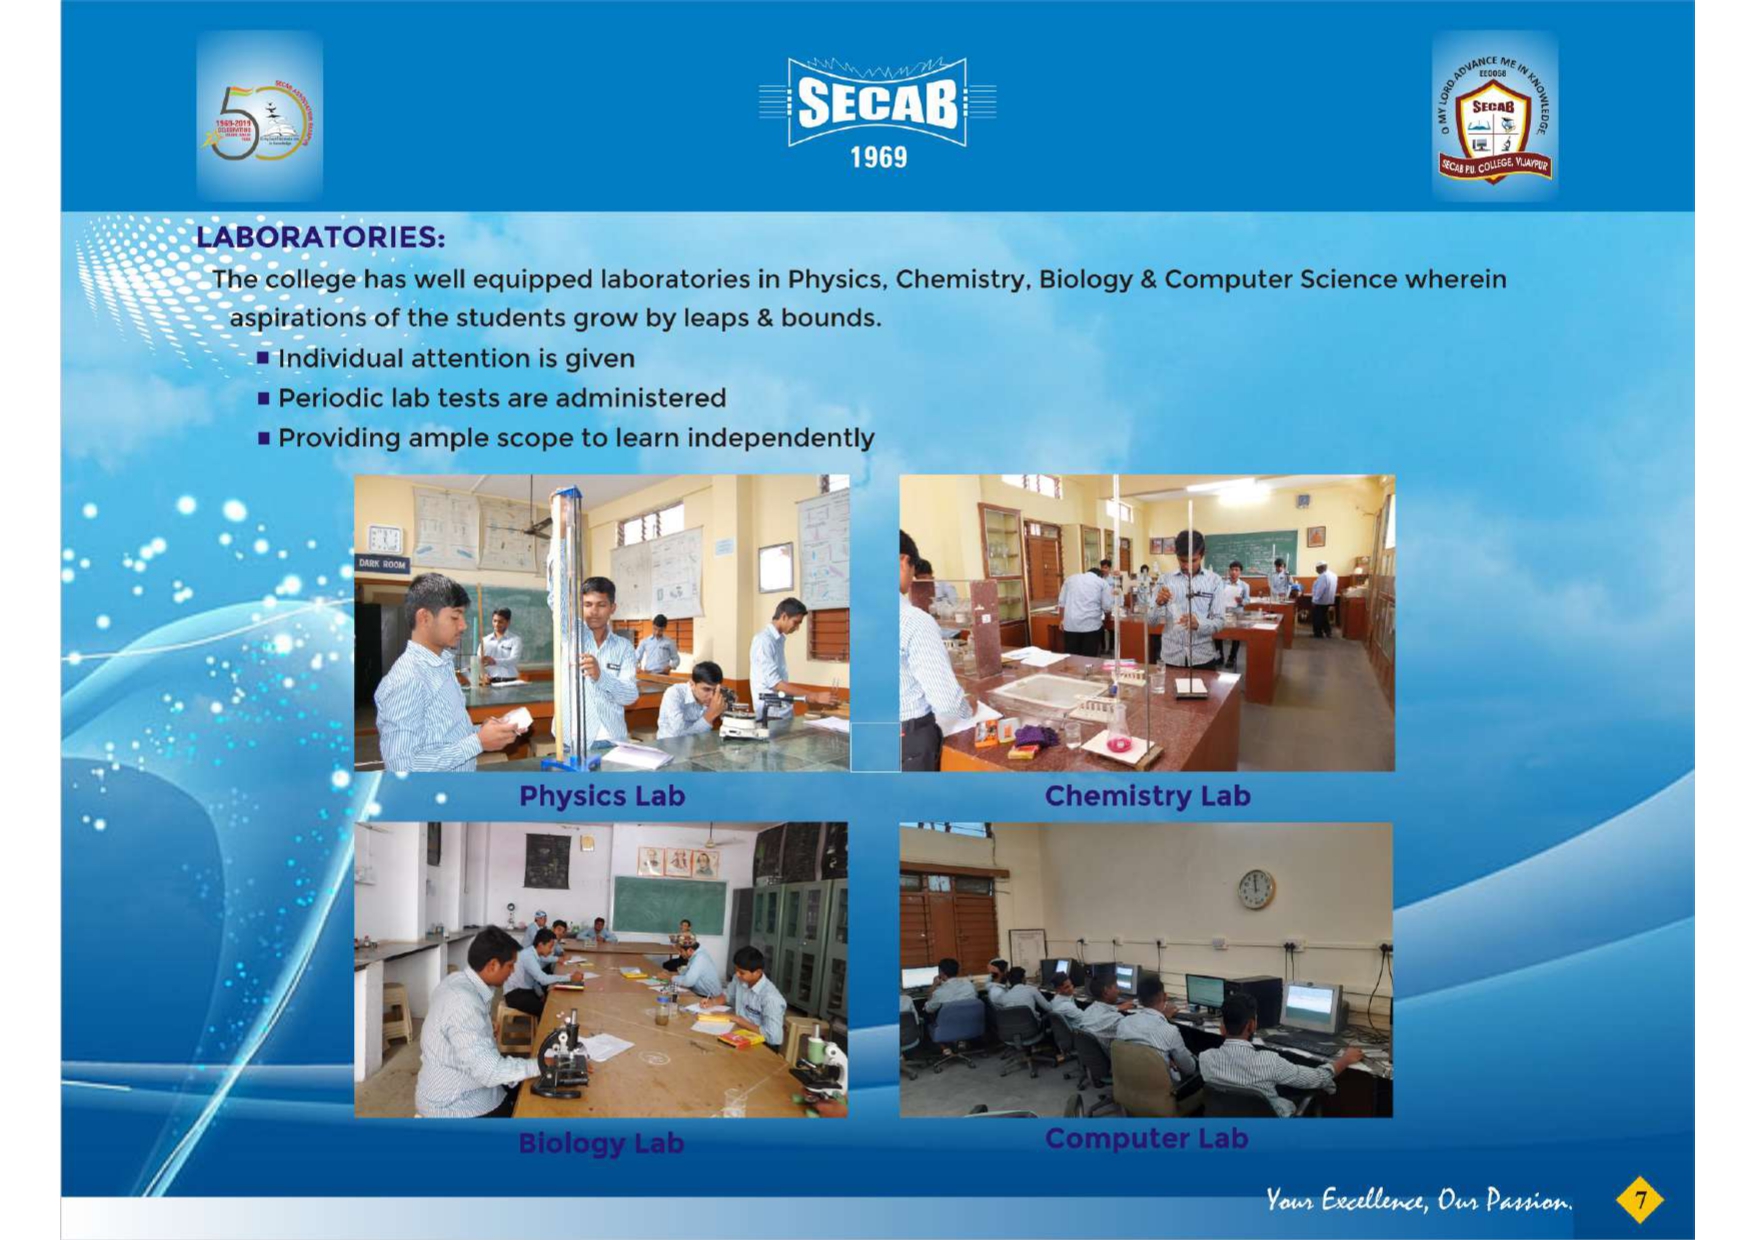 1969-2019
SECAB
1969
O MY LORD ADVANCE ME IN KNOWLEDGE
EE0058
SECAB
SECAB P.U. COLLEGE, VIJAYPUR
LABORATORIES:
The college has well equipped laboratories in Physics, Chemistry, Biology & Computer Science wherein
aspirations of the students grow by leaps & bounds.
■ Individual attention is given
■ Periodic lab tests are administered
■ Providing ample scope to learn independently
DARK ROOM
Physics Lab
Chemistry Lab
Biology Lab
Computer Lab
Your Excellence, Our Passion.
7